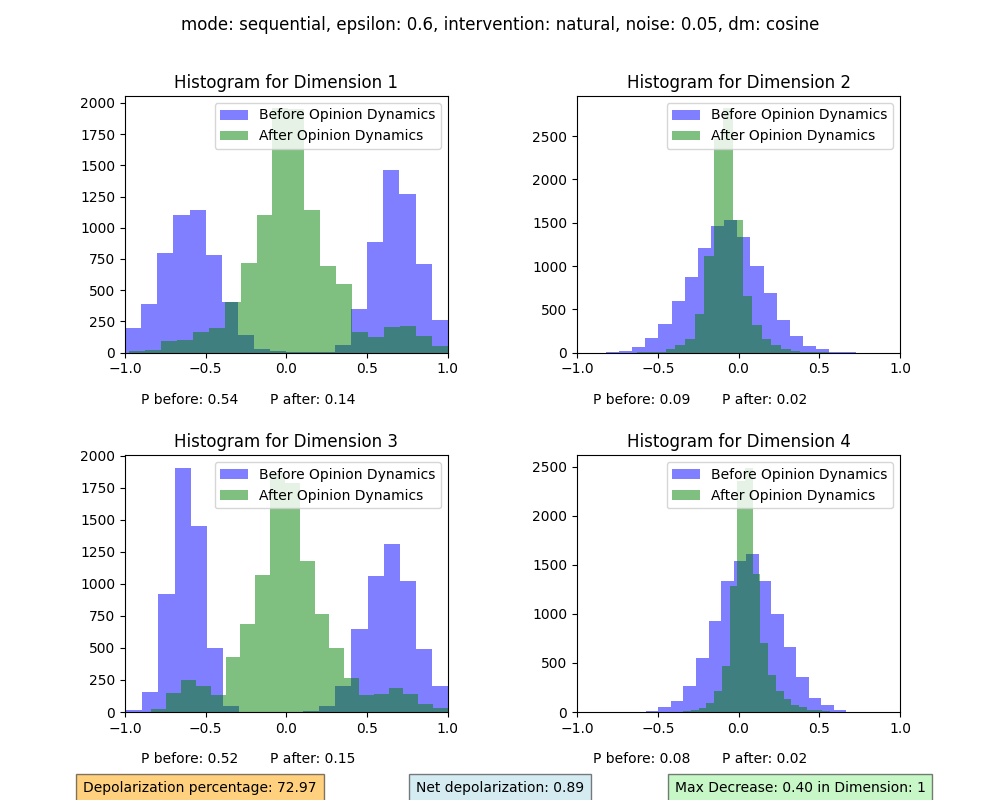 mode: sequential, epsilon: 0.6, intervention: natural, noise: 0.05, dm: cosine
Histogram for Dimension 1
Before Opinion Dynamics
After Opinion Dynamics
2000
1750
1500
1250
1000
750
500
250
0
−1.0 −0.5 0.0 0.5 1.0
P before: 0.54 P after: 0.14
Histogram for Dimension 2
Before Opinion Dynamics
After Opinion Dynamics
2500
2000
1500
1000
500
0
−1.0 −0.5 0.0 0.5 1.0
P before: 0.09 P after: 0.02
Histogram for Dimension 3
Before Opinion Dynamics
After Opinion Dynamics
2000
1750
1500
1250
1000
750
500
250
0
−1.0 −0.5 0.0 0.5 1.0
P before: 0.52 P after: 0.15
Histogram for Dimension 4
Before Opinion Dynamics
After Opinion Dynamics
2500
2000
1500
1000
500
0
−1.0 −0.5 0.0 0.5 1.0
P before: 0.08 P after: 0.02
Depolarization percentage: 72.97
Net depolarization: 0.89
Max Decrease: 0.40 in Dimension: 1